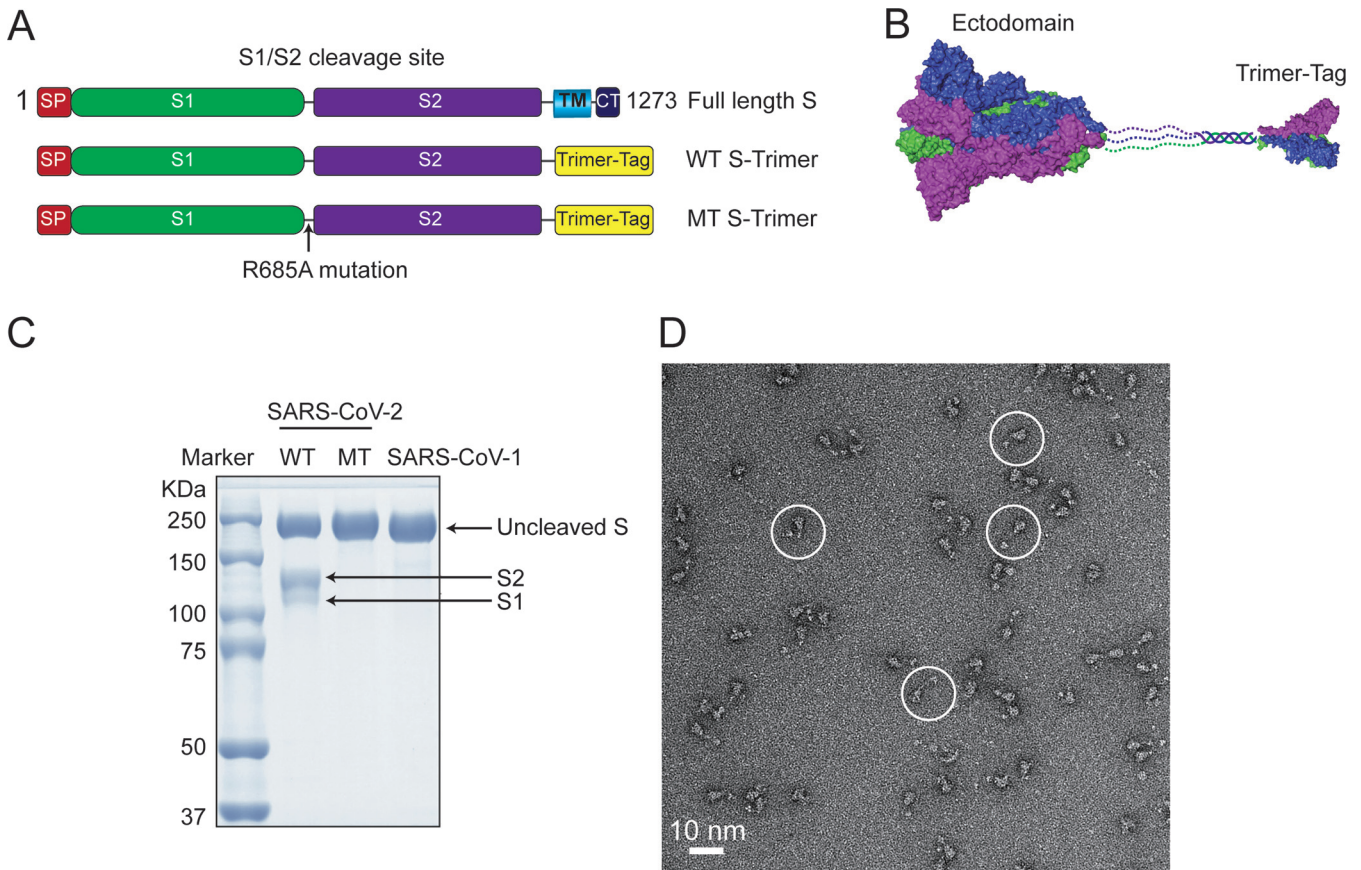 A
S1/S2 cleavage site
1 SP S1 S2 TM CT 1273 Full length S
SP S1 S2 Trimer-Tag WT S-Trimer
SP S1 S2 Trimer-Tag MT S-Trimer
R685A mutation
B
Ectodomain
Trimer-Tag
C
SARS-CoV-2
Marker WT MT SARS-CoV-1
KDa
250 Uncleaved S
150
S2
S1
100
75
50
37
D
10 nm